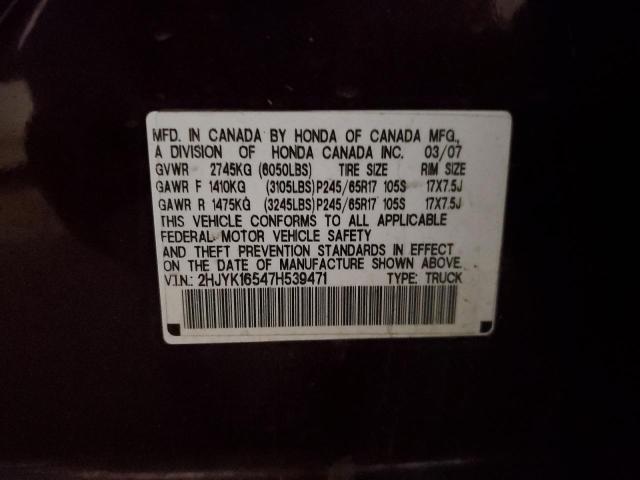 MFD. IN CANADA BY HONDA OF CANADA MFG.,
A DIVISION OF HONDA CANADA INC. 03/07
GVWR 2745KG (6050LBS) TIRE SIZE RIM SIZE
GAWR F 1410KG (3105LBS)P245/65R17 105S 17X7.5J
GAWR R 1475KG (3245LBS)P245/65R17 105S 17X7.5J
THIS VEHICLE CONFORMS TO ALL APPLICABLE
FEDERAL MOTOR VEHICLE SAFETY
AND THEFT PREVENTION STANDARDS IN EFFECT
ON THE DATE OF MANUFACTURE SHOWN ABOVE.
V.I.N.: 2HJYK16547H539471 TYPE: TRUCK